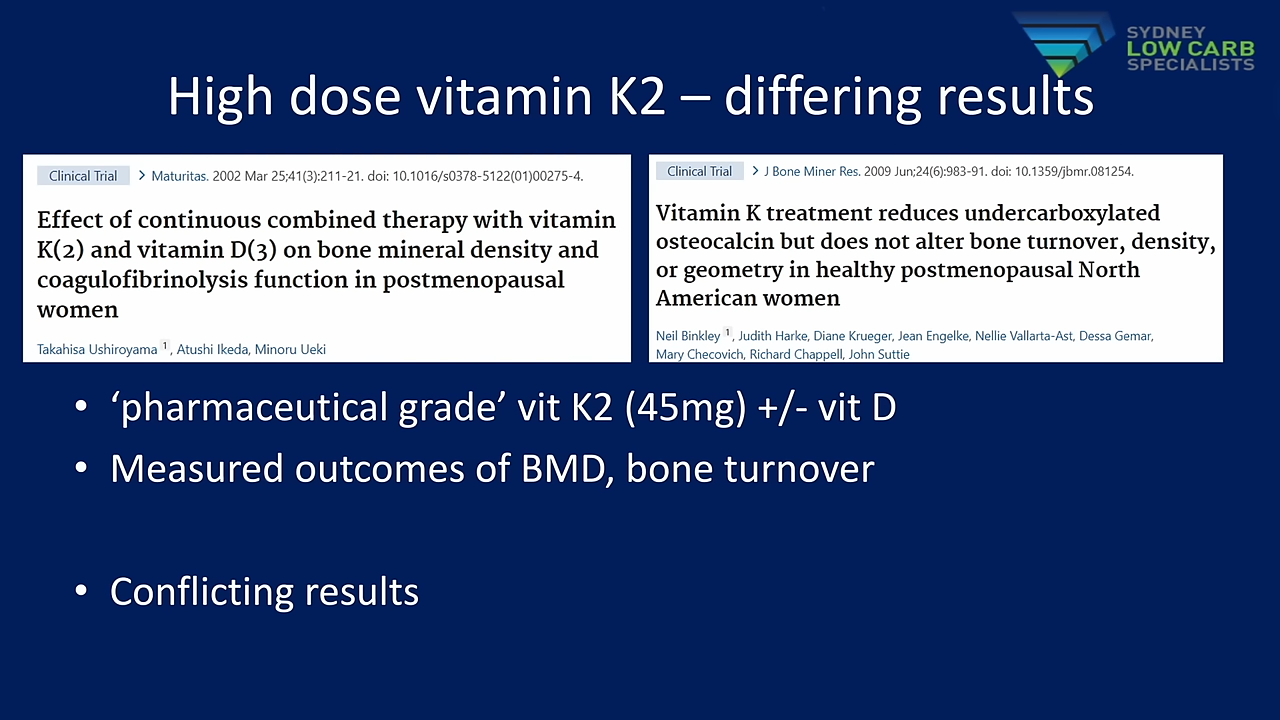 SYDNEY
LOW CARB
SPECIALISTS
High dose vitamin K2 – differing results
Clinical Trial > Maturitas. 2002 Mar 25;41(3):211-21. doi: 10.1016/s0378-5122(01)00275-4.
Effect of continuous combined therapy with vitamin
K(2) and vitamin D(3) on bone mineral density and
coagulofibrinolysis function in postmenopausal
women
Takahisa Ushiroyama 1, Atushi Ikeda, Minoru Ueki
Clinical Trial > J Bone Miner Res. 2009 Jun;24(6):983-91. doi: 10.1359/jbmr.081254.
Vitamin K treatment reduces undercarboxylated
osteocalcin but does not alter bone turnover, density,
or geometry in healthy postmenopausal North
American women
Neil Binkley 1, Judith Harke, Diane Krueger, Jean Engelke, Nellie Vallarta-Ast, Dessa Gemar,
Mary Checovich, Richard Chappell, John Suttie
• ‘pharmaceutical grade’ vit K2 (45mg) +/- vit D
• Measured outcomes of BMD, bone turnover
• Conflicting results